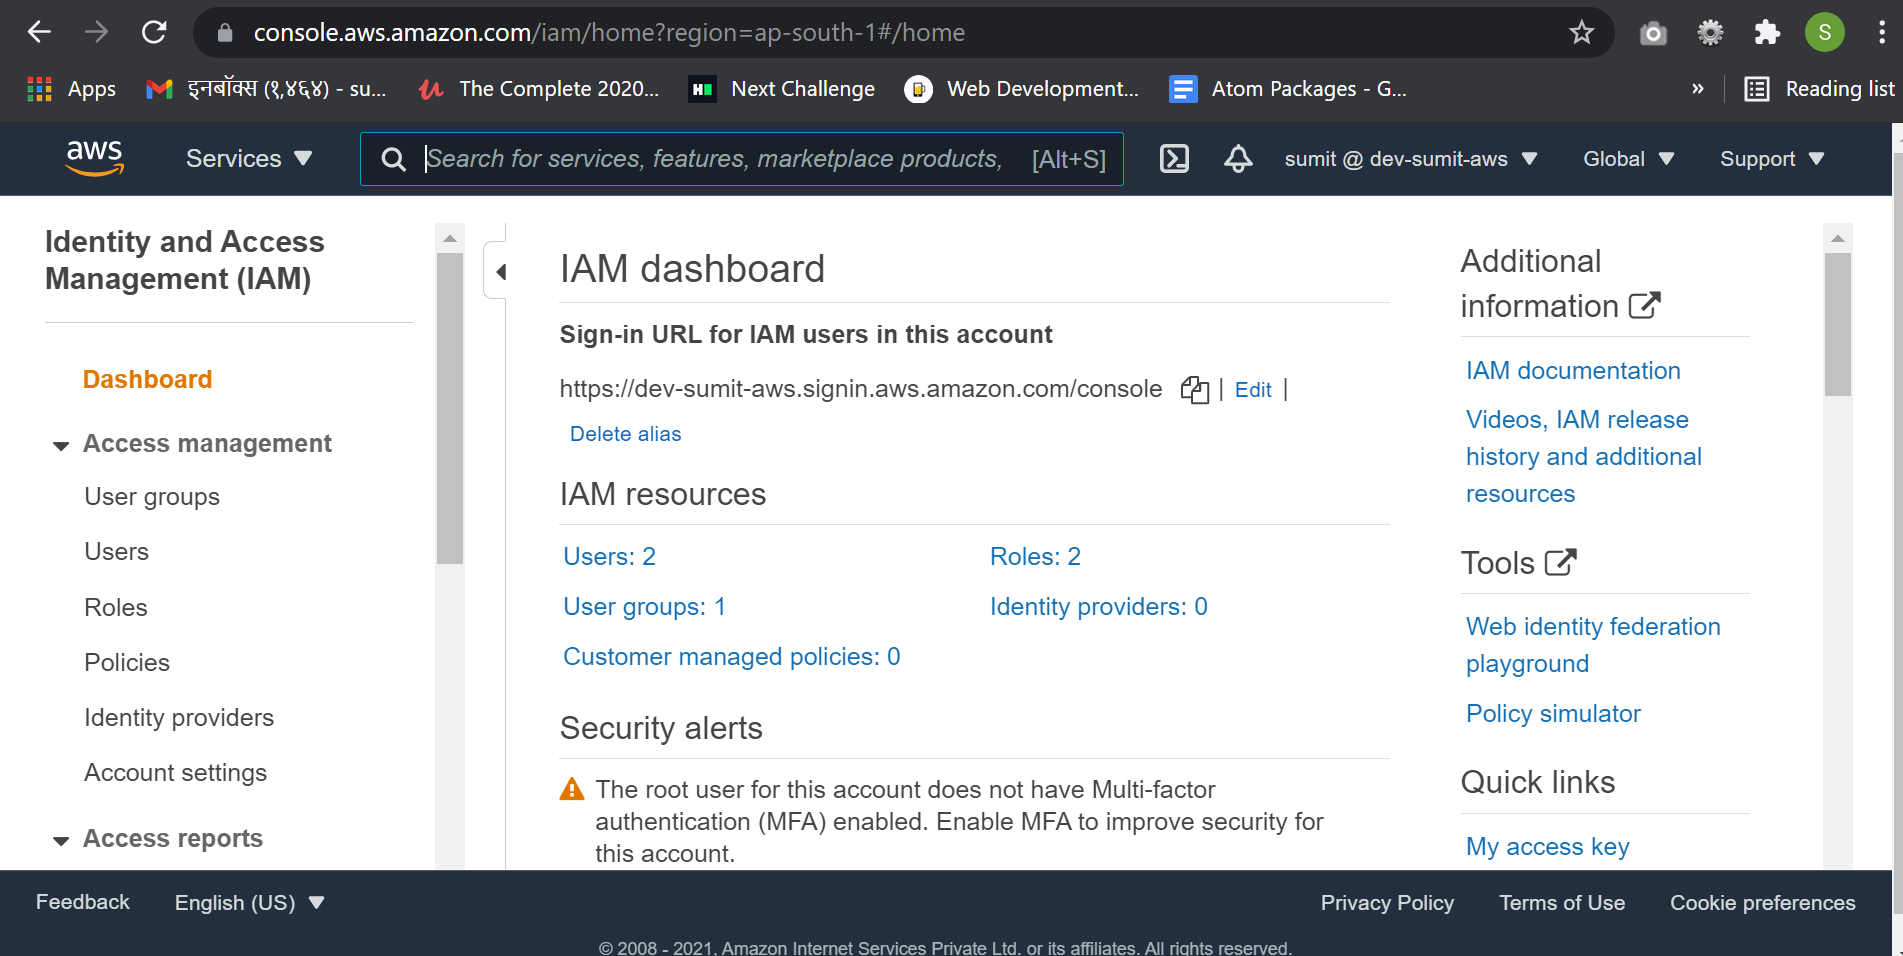 console.aws.amazon.com/iam/home?region=ap-south-1#/home
S
Apps
इनबॉक्स (१,४६४) - su...
The Complete 2020...
Next Challenge
Web Development...
Atom Packages - G...
»
Reading list
aws
Services
Search for services, features, marketplace products, [Alt+S]
sumit @ dev-sumit-aws
Global
Support
Identity and Access
Management (IAM)
Dashboard
Access management
User groups
Users
Roles
Policies
Identity providers
Account settings
Access reports
IAM dashboard
Sign-in URL for IAM users in this account
https://dev-sumit-aws.signin.aws.amazon.com/console | Edit |
Delete alias
IAM resources
Users: 2
Roles: 2
User groups: 1
Identity providers: 0
Customer managed policies: 0
Security alerts
The root user for this account does not have Multi-factor
authentication (MFA) enabled. Enable MFA to improve security for
this account.
Additional
information
IAM documentation
Videos, IAM release
history and additional
resources
Tools
Web identity federation
playground
Policy simulator
Quick links
My access key
Feedback
English (US)
Privacy Policy
Terms of Use
Cookie preferences
© 2008 - 2021, Amazon Internet Services Private Ltd. or its affiliates. All rights reserved.